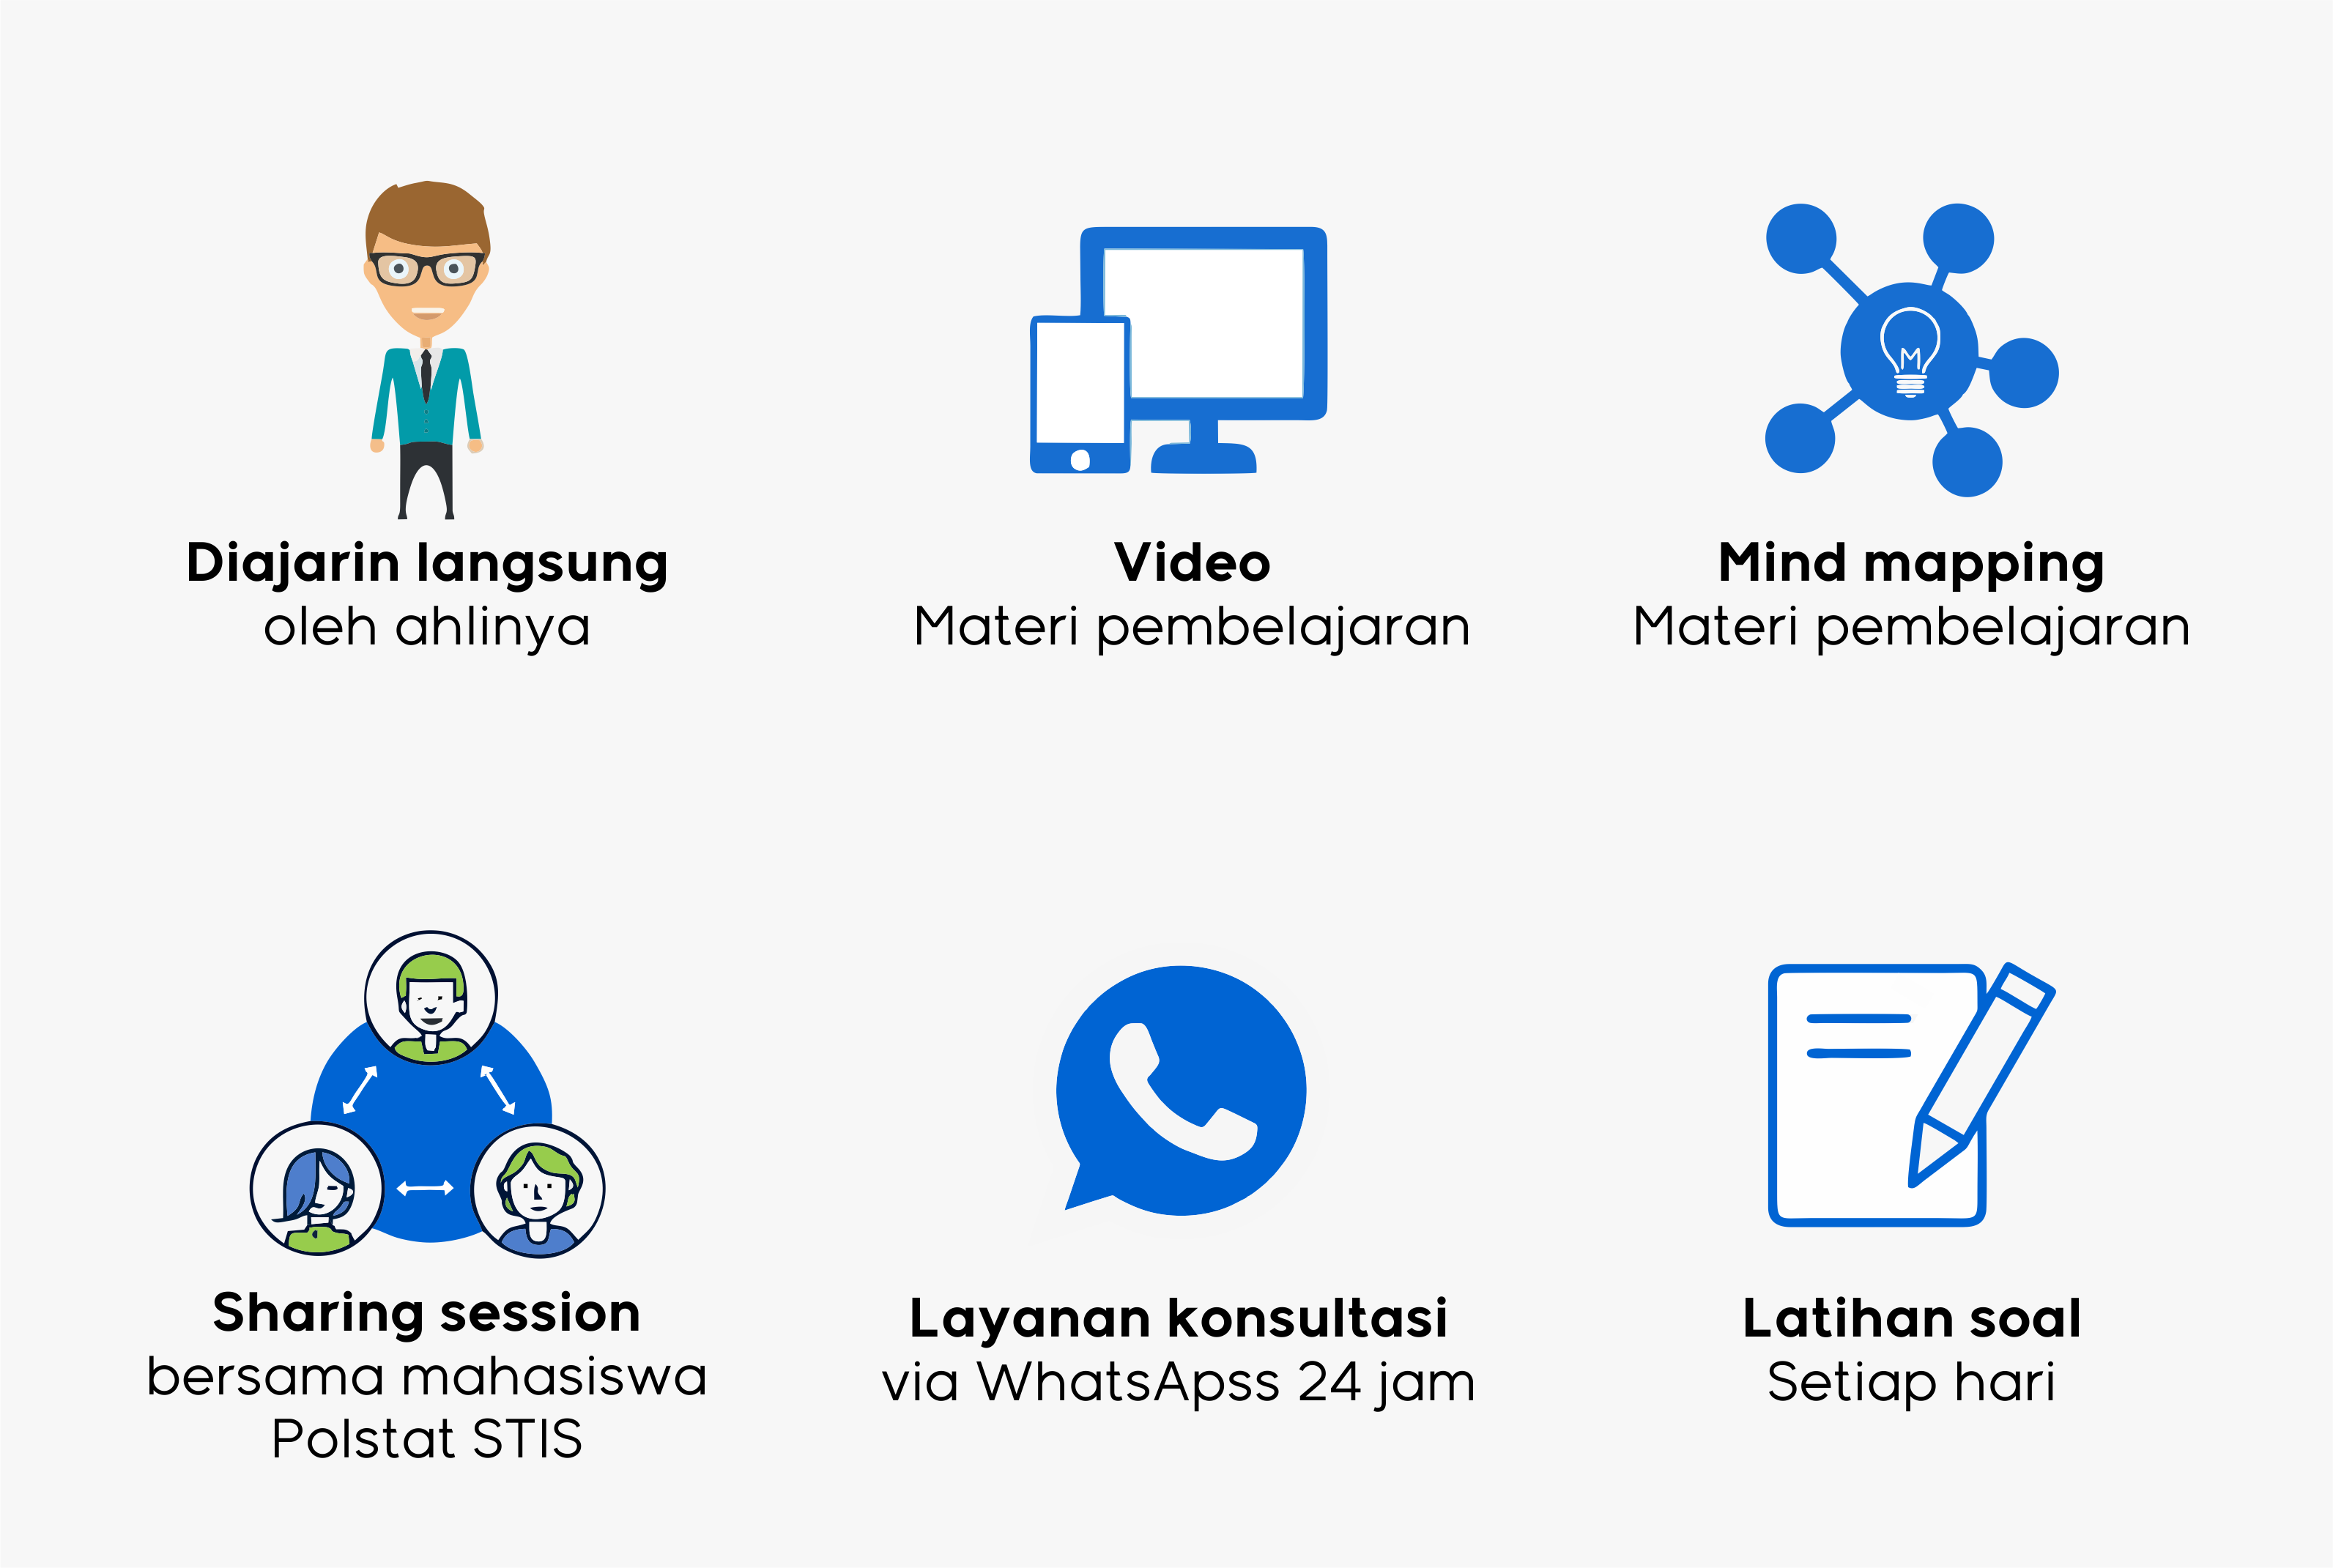 Diajarin langsung
oleh ahlinya
Video
Materi pembelajaran
Mind mapping
Materi pembelajaran
Sharing session
bersama mahasiswa
Polstat STIS
Layanan konsultasi
via WhatsApss 24 jam
Latihan soal
Setiap hari